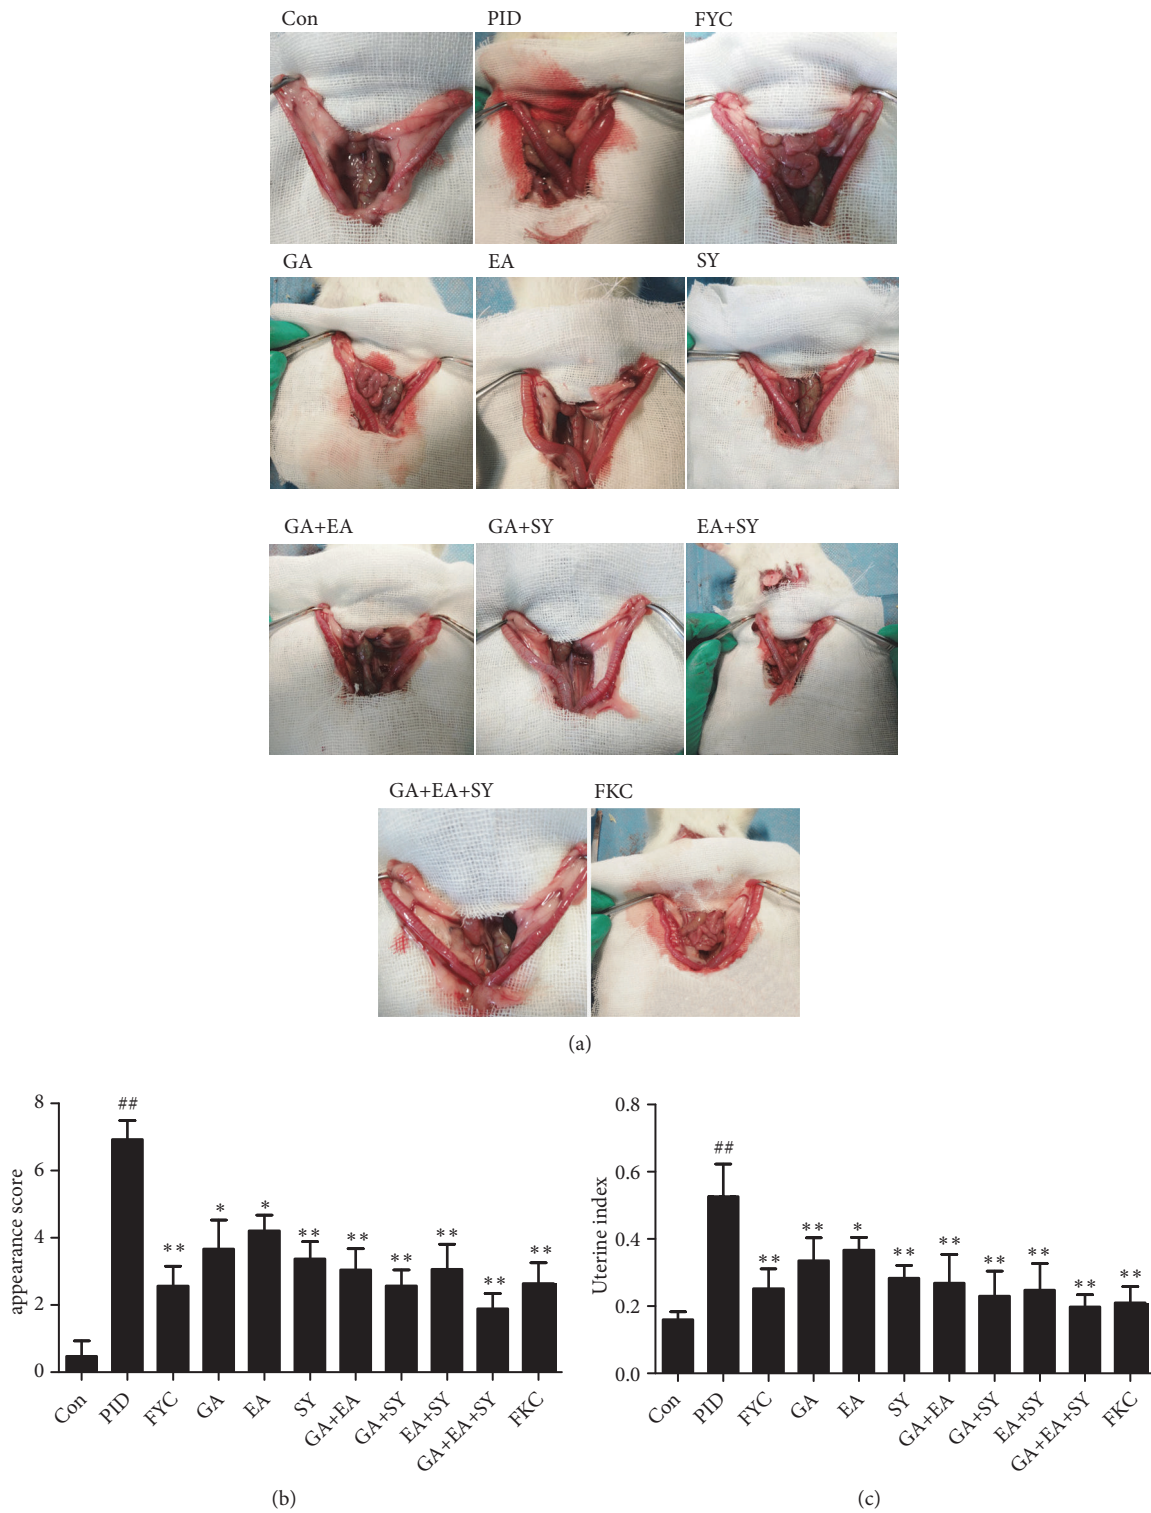 Con PID FYC
GA EA SY
GA+EA GA+SY EA+SY
GA+EA+SY FKC
(a)
appearance score
8
6
4
2
0
##
**
*
*
**
**
**
**
**
**
Con PID FYC GA EA SY GA+EA GA+SY EA+SY GA+EA+SY FKC
(b)
Uterine index
0.8
0.6
0.4
0.2
0.0
##
**
**
*
**
**
**
**
**
**
Con PID FYC GA EA SY GA+EA GA+SY EA+SY GA+EA+SY FKC
(c)